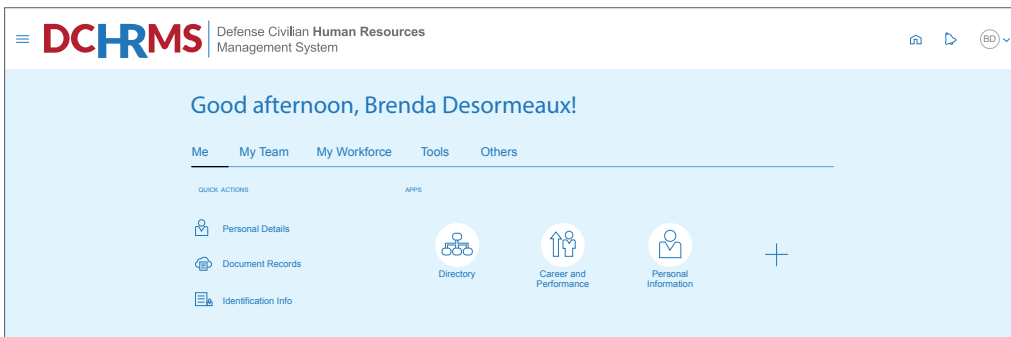 DCHRMS
Defense Civilian Human Resources
Management System
BD
Good afternoon, Brenda Desormeaux!
Me My Team My Workforce Tools Others
QUICK ACTIONS
APPS
Personal Details
Document Records
Identification Info
Directory
Career and
Performance
Personal
Information